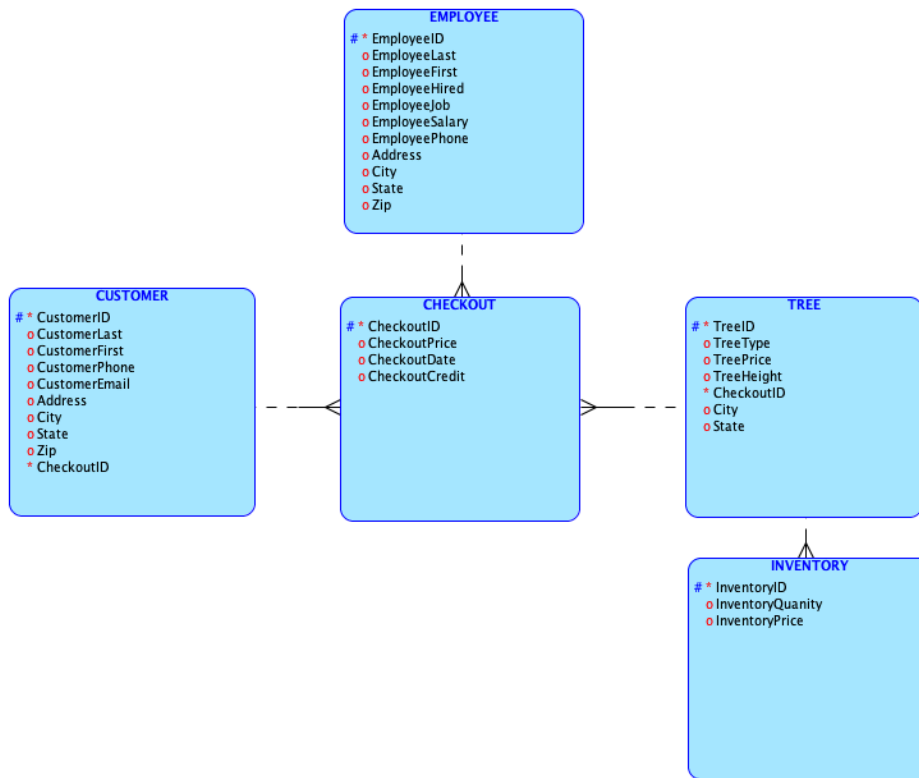 EMPLOYEE
# * EmployeeID
o EmployeeLast
o EmployeeFirst
o EmployeeHired
o EmployeeJob
o EmployeeSalary
o EmployeePhone
o Address
o City
o State
o Zip
CUSTOMER
# * CustomerID
o CustomerLast
o CustomerFirst
o CustomerPhone
o CustomerEmail
o Address
o City
o State
o Zip
* CheckoutID
CHECKOUT
# * CheckoutID
o CheckoutPrice
o CheckoutDate
o CheckoutCredit
TREE
# * TreeID
o TreeType
o TreePrice
o TreeHeight
* CheckoutID
o City
o State
INVENTORY
# * InventoryID
o InventoryQuanity
o InventoryPrice